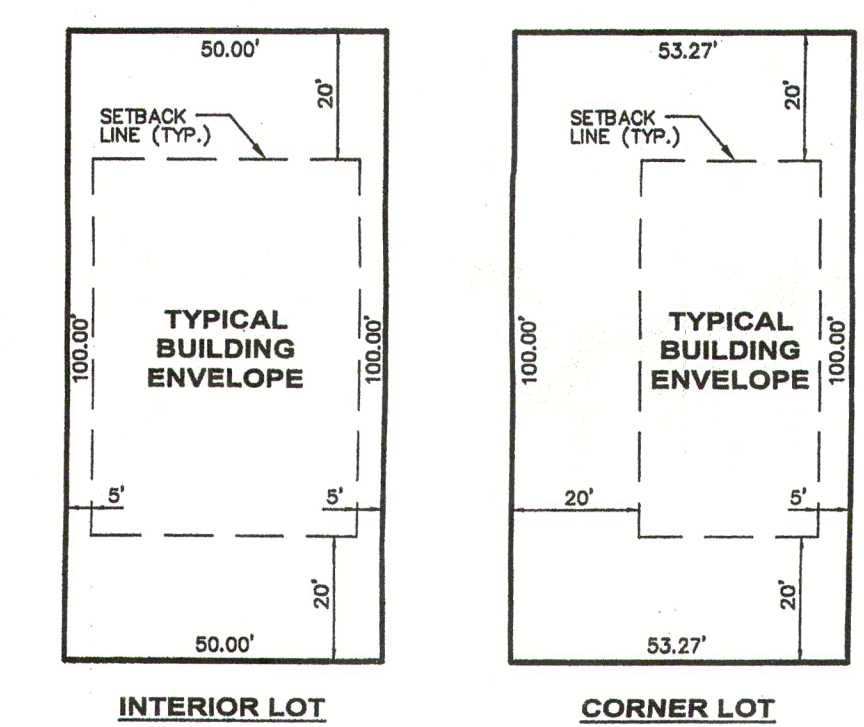 50.00'
20'
SETBACK
LINE (TYP.)
TYPICAL
BUILDING
ENVELOPE
100.00'
100.00'
5'
5'
20'
50.00'
INTERIOR LOT
53.27'
20'
SETBACK
LINE (TYP.)
TYPICAL
BUILDING
ENVELOPE
100.00'
100.00'
20'
5'
20'
53.27'
CORNER LOT